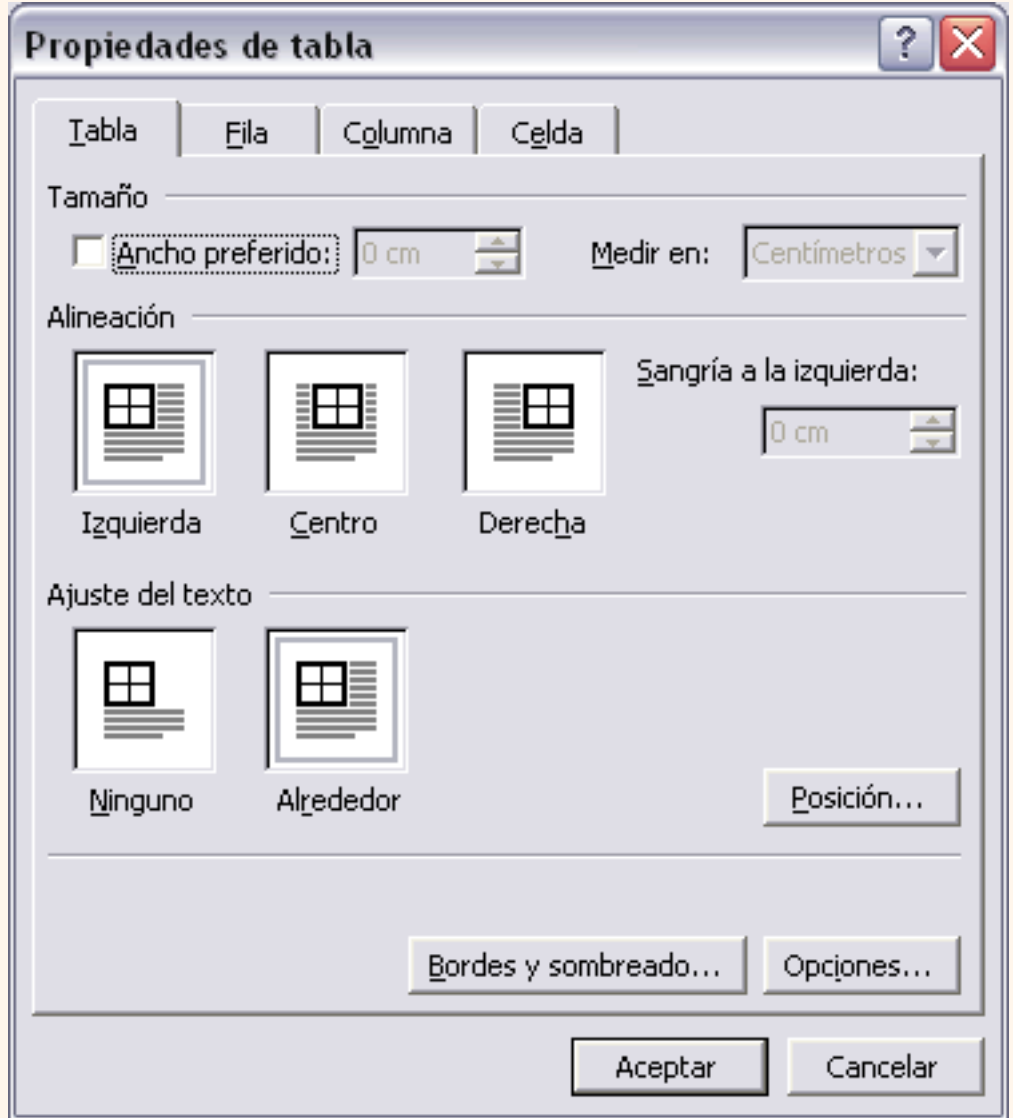 Propiedades de tabla
Tabla Fila Columna Celda
Tamaño
Ancho preferido: 0 cm Medir en: Centímetros
Alineación
Sangría a la izquierda:
0 cm
Izquierda Centro Derecha
Ajuste del texto
Ninguno Alrededor Posición...
Bordes y sombreado... Opciones...
Aceptar Cancelar